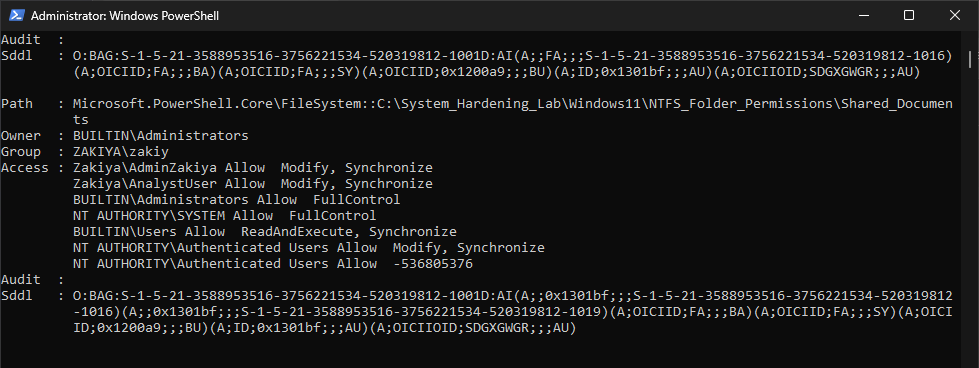 Administrator: Windows PowerShell
Audit  :
Sddl   : O:BAG:S-1-5-21-3588953516-3756221534-520319812-1001D:AI(A;;FA;;;S-1-5-21-3588953516-3756221534-520319812-1016)
(A;OICIID;FA;;;BA)(A;OICIID;FA;;;SY)(A;OICIID;0x1200a9;;;BU)(A;ID;0x1301bf;;;AU)(A;OICIIOID;SDGXGWGR;;;AU)
Path   : Microsoft.PowerShell.Core\FileSystem::C:\System_Hardening_Lab\Windows11\NTFS_Folder_Permissions\Shared_Documen
ts
Owner  : BUILTIN\Administrators
Group  : ZAKIYA\zakiy
Access : Zakiya\AdminZakiya Allow  Modify, Synchronize
Zakiya\AnalystUser Allow  Modify, Synchronize
BUILTIN\Administrators Allow  FullControl
NT AUTHORITY\SYSTEM Allow  FullControl
BUILTIN\Users Allow  ReadAndExecute, Synchronize
NT AUTHORITY\Authenticated Users Allow  Modify, Synchronize
NT AUTHORITY\Authenticated Users Allow  -536805376
Audit  :
Sddl   : O:BAG:S-1-5-21-3588953516-3756221534-520319812-1001D:AI(A;;0x1301bf;;;S-1-5-21-3588953516-3756221534-520319812
-1016)(A;;0x1301bf;;;S-1-5-21-3588953516-3756221534-520319812-1019)(A;OICIID;FA;;;BA)(A;OICIID;FA;;;SY)(A;OICI
ID;0x1200a9;;;BU)(A;ID;0x1301bf;;;AU)(A;OICIIOID;SDGXGWGR;;;AU)